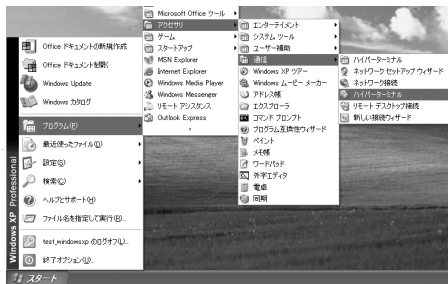 Microsoft Office ツール
アクセサリ
ゲーム
スタートアップ
MSN Explorer
Internet Explorer
Windows Media Player
Windows Messenger
リモート アシスタンス
Outlook Express
エンターテイメント
システム ツール
ユーザー補助
通信
Windows XP ツアー
Windows ムービー メーカー
アドレス帳
エクスプローラ
コマンド プロンプト
プログラム互換性ウィザード
ペイント
メモ帳
ワードパッド
外字エディタ
電卓
同期
ハイパーターミナル
ネットワーク セットアップ ウィザード
ネットワーク接続
ハイパーターミナル
リモート デスクトップ接続
新しい接続ウィザード
Office ドキュメントの新規作成
Office ドキュメントを開く
Windows Update
Windows カタログ
プログラム(P)
最近使ったファイル(D)
設定(S)
検索(C)
ヘルプとサポート(H)
ファイル名を指定して実行(R)...
test_windowsxp のログオフ(L)...
終了オプション(U)...
Windows XP Professional
スタート